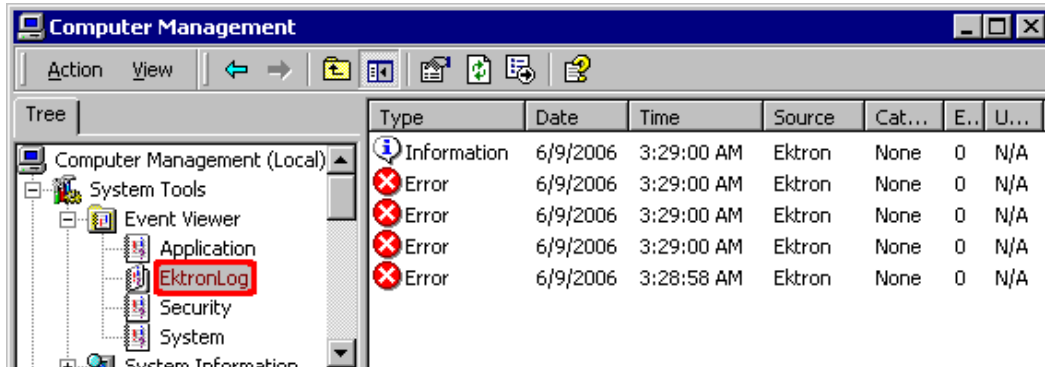 Computer Management
Action View
Tree
Type Date Time Source Cat... E.. U...
Computer Management (Local)
System Tools
Event Viewer
Application
EktronLog
Security
System
System Information
Information 6/9/2006 3:29:00 AM Ektron None 0 N/A
Error 6/9/2006 3:29:00 AM Ektron None 0 N/A
Error 6/9/2006 3:29:00 AM Ektron None 0 N/A
Error 6/9/2006 3:29:00 AM Ektron None 0 N/A
Error 6/9/2006 3:28:58 AM Ektron None 0 N/A